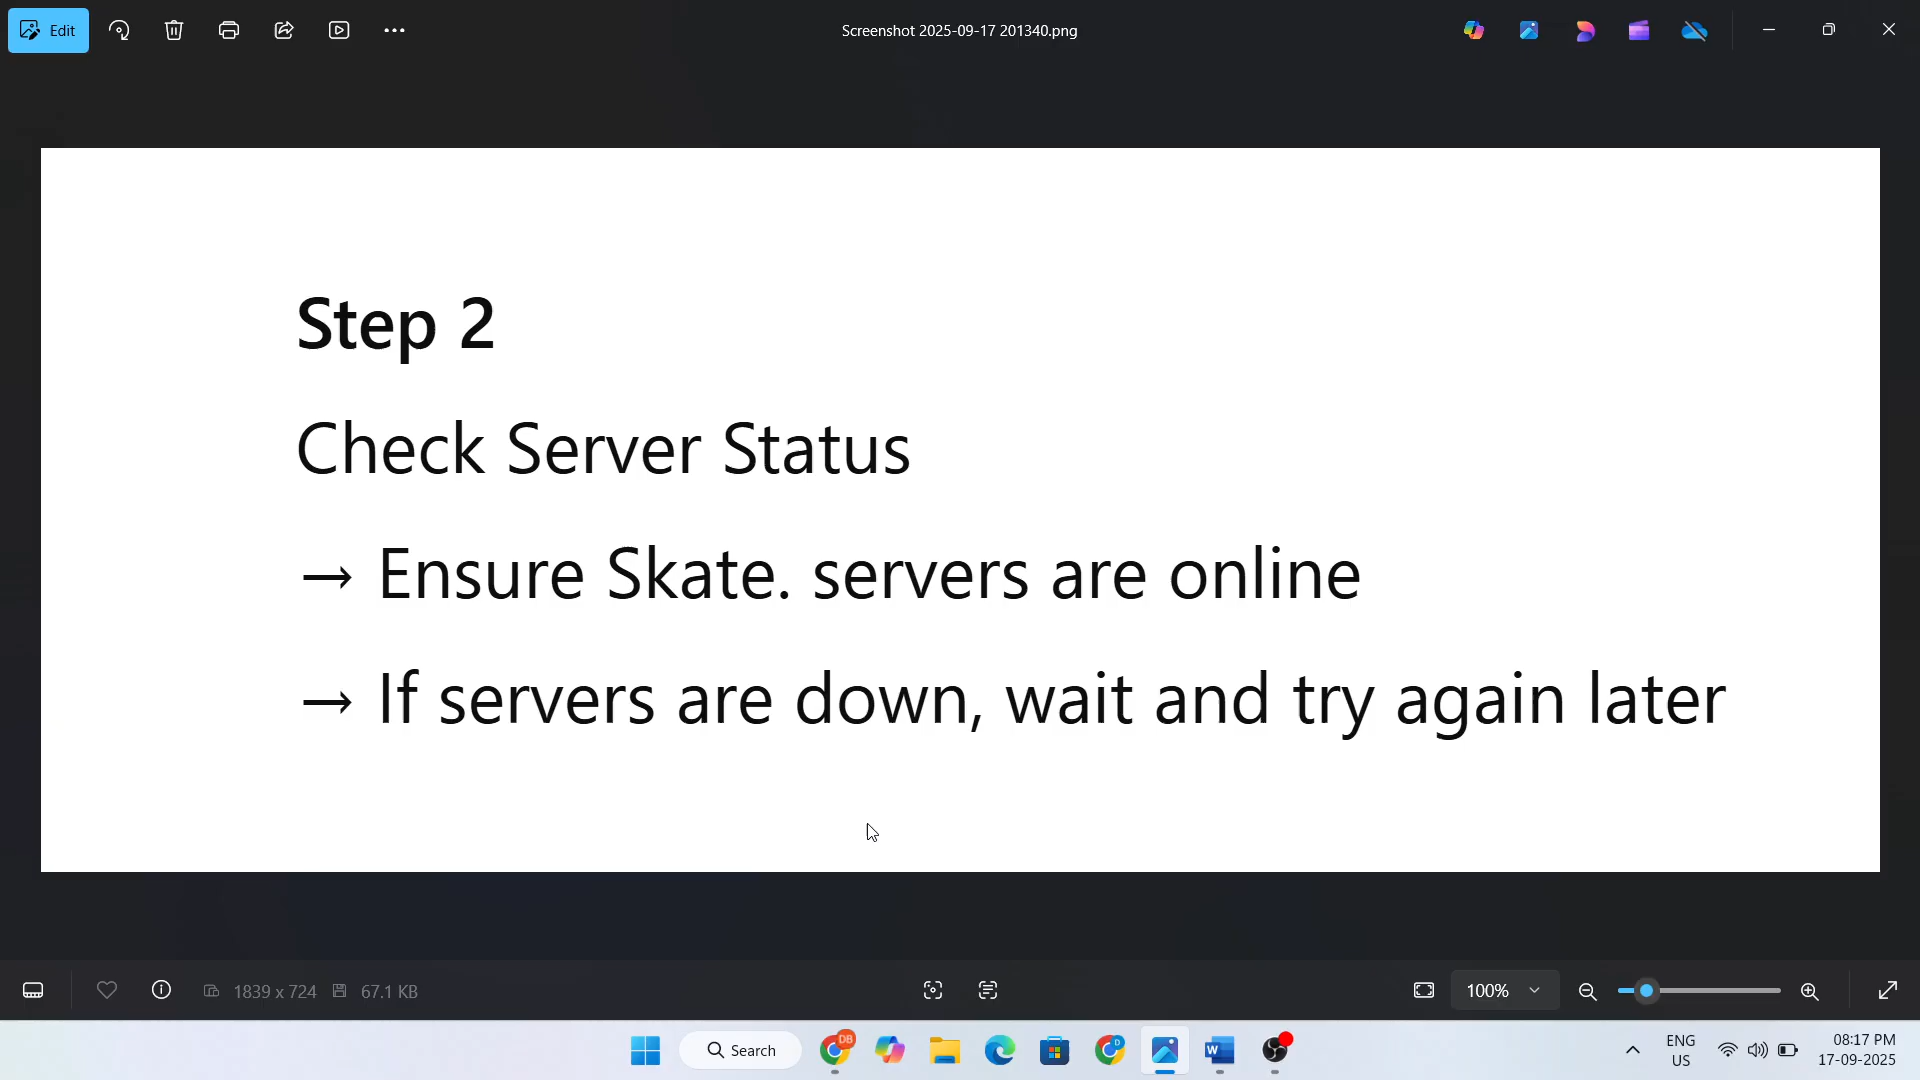 Edit
Screenshot 2025-09-17 201340.png
Step 2
Check Server Status
→ Ensure Skate. servers are online
→ If servers are down, wait and try again later
1839 x 724
67.1 KB
100%
Search
DB
D
W
ENG
US
08:17 PM
17-09-2025